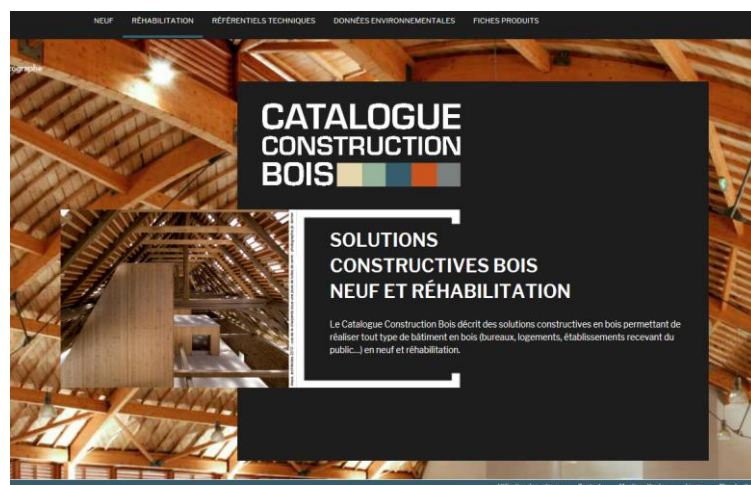 NEUF RÉHABILITATION RÉFÉRENTIELS TECHNIQUES DONNÉES ENVIRONNEMENTALES FICHES PRODUITS
CATALOGUE
CONSTRUCTION
BOIS
SOLUTIONS
CONSTRUCTIVES BOIS
NEUF ET RÉHABILITATION
Le Catalogue Construction Bois décrit des solutions constructives en bois permettant de
réaliser tout type de bâtiment en bois (bureaux, logements, établissements recevant du
public...) en neuf et réhabilitation.